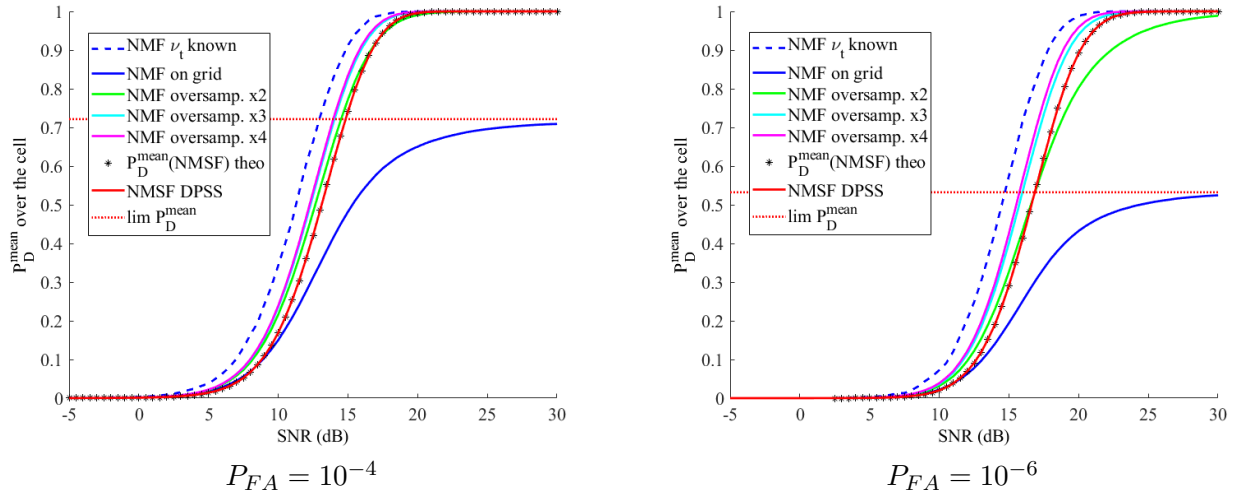 1
0.9
0.8
0.7
0.6
0.5
0.4
0.3
0.2
0.1
0
P_D^mean over the cell
NMF ν_t known
NMF on grid
NMF oversamp. x2
NMF oversamp. x3
NMF oversamp. x4
P_D^mean(NMSF) theo
NMSF DPSS
lim P_D^mean
-5 0 5 10 15 20 25 30
SNR (dB)
P_{FA} = 10^{-4}
1
0.9
0.8
0.7
0.6
0.5
0.4
0.3
0.2
0.1
0
P_D^mean over the cell
NMF ν_t known
NMF on grid
NMF oversamp. x2
NMF oversamp. x3
NMF oversamp. x4
P_D^mean(NMSF) theo
NMSF DPSS
lim P_D^mean
-5 0 5 10 15 20 25 30
SNR (dB)
P_{FA} = 10^{-6}